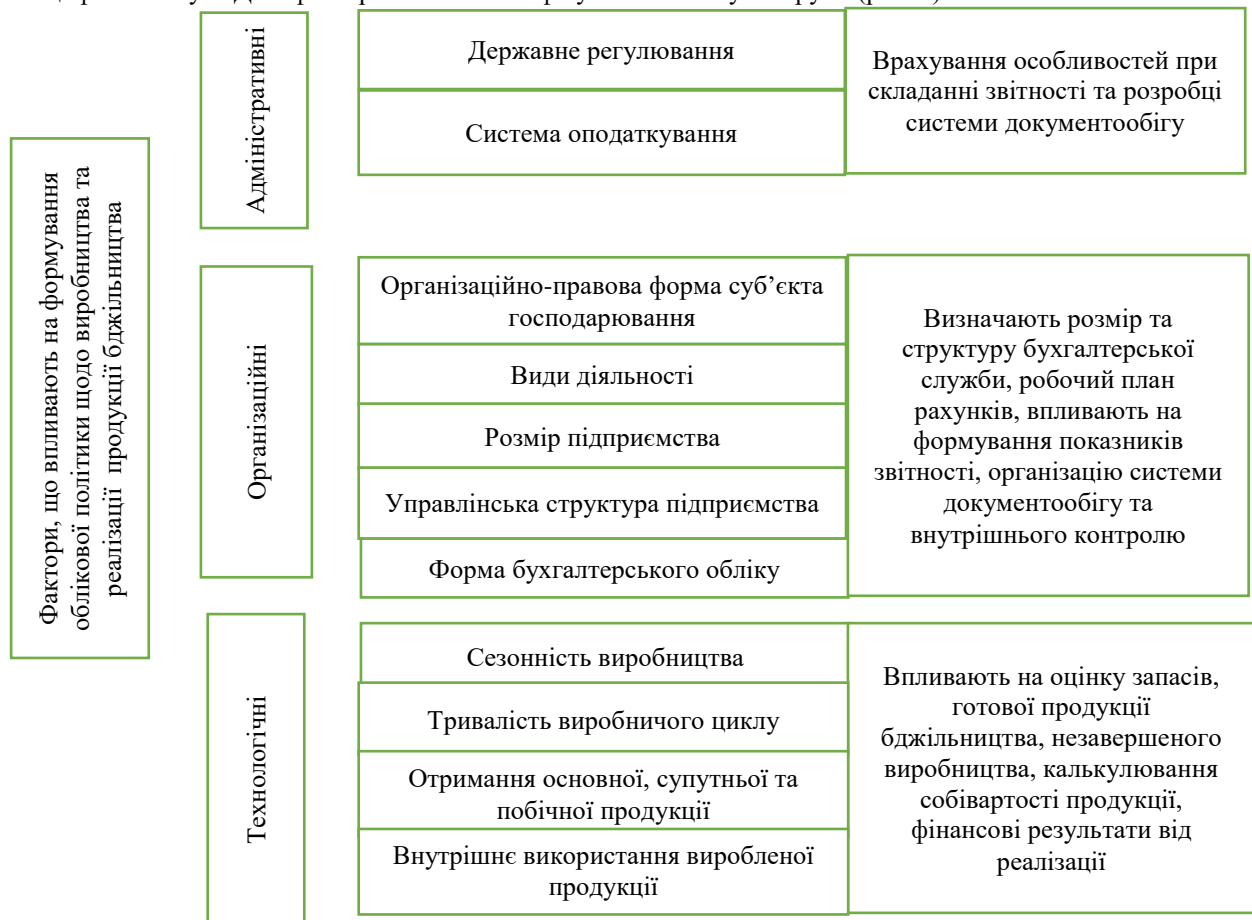 Фактори, що впливають на формування
облікової політики щодо виробництва та
реалізації продукції бджільництва
Адміністративні
Державне регулювання
Система оподаткування
Врахування особливостей при
складанні звітності та розробці
системи документообігу
Організаційні
Організаційно-правова форма суб’єкта
господарювання
Види діяльності
Розмір підприємства
Управлінська структура підприємства
Форма бухгалтерського обліку
Визначають розмір та
структуру бухгалтерської
служби, робочий план
рахунків, впливають на
формування показників
звітності, організацію системи
документообігу та
внутрішнього контролю
Технологічні
Сезонність виробництва
Тривалість виробничого циклу
Отримання основної, супутньої та
побічної продукції
Внутрішнє використання виробленої
продукції
Впливають на оцінку запасів,
готової продукції
бджільництва, незавершеного
виробництва, калькулювання
собівартості продукції,
фінансові результати від
реалізації